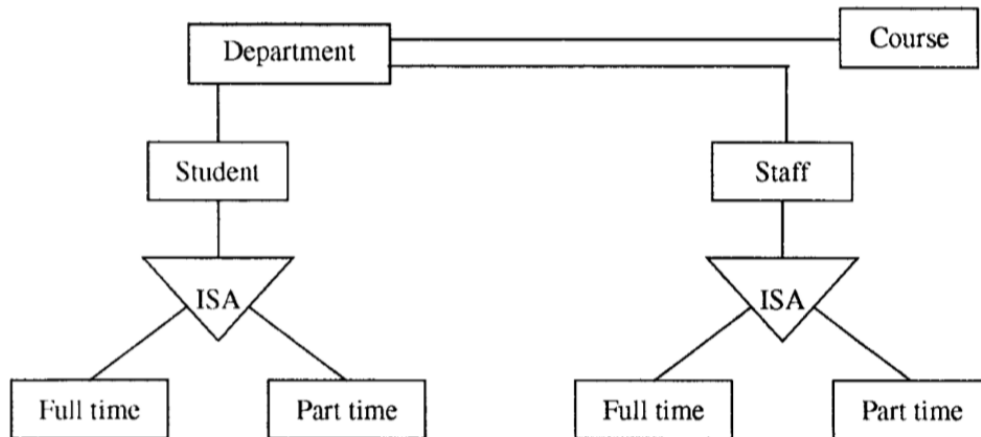 Department
Course
Student
Staff
ISA
ISA
Full time
Part time
Full time
Part time